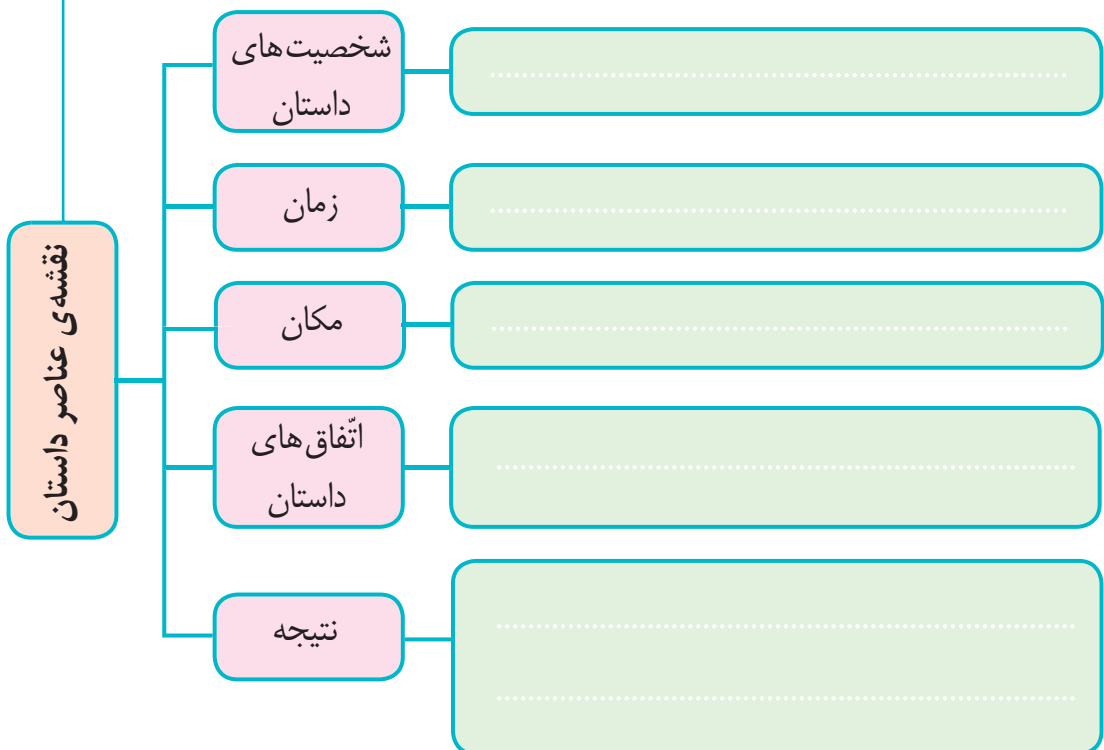 نقشه‌ی عناصر داستان
شخصیت‌های
داستان
زمان
مکان
اتّفاق‌های
داستان
نتیجه